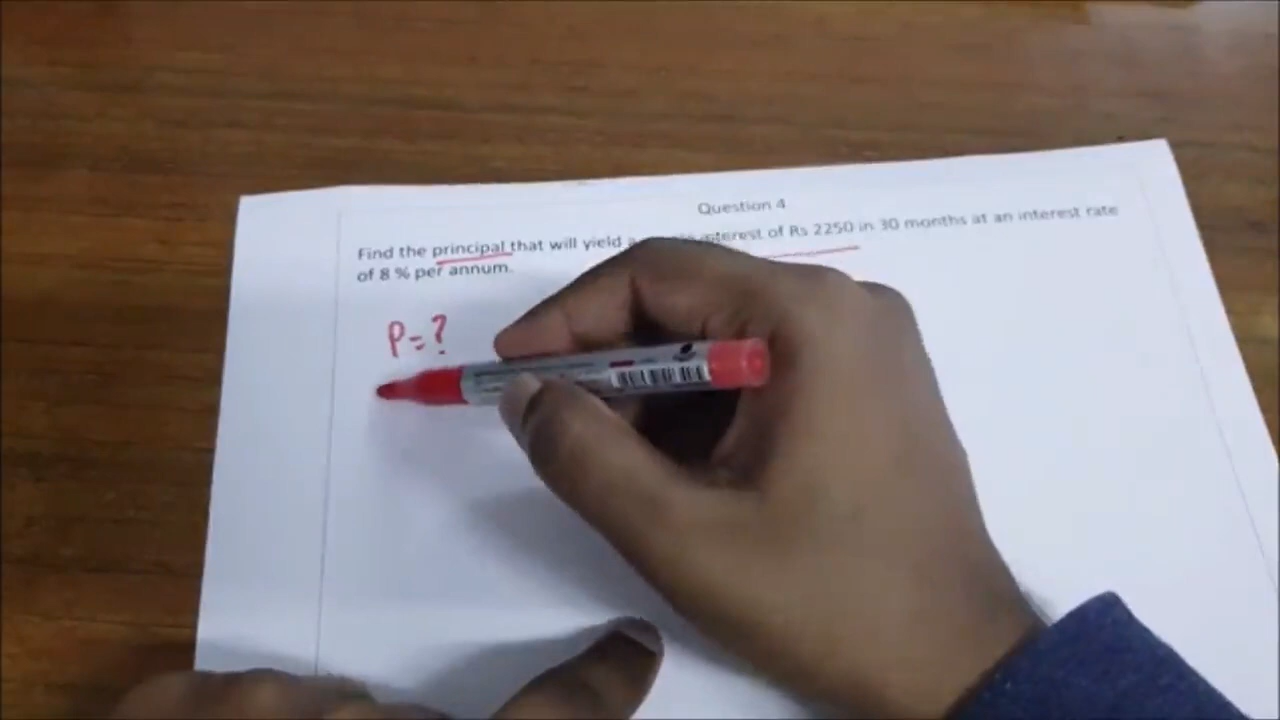 Question 4
Find the principal that will yield a interest of Rs 2250 in 30 months at an interest rate
of 8 % per annum.
P=?